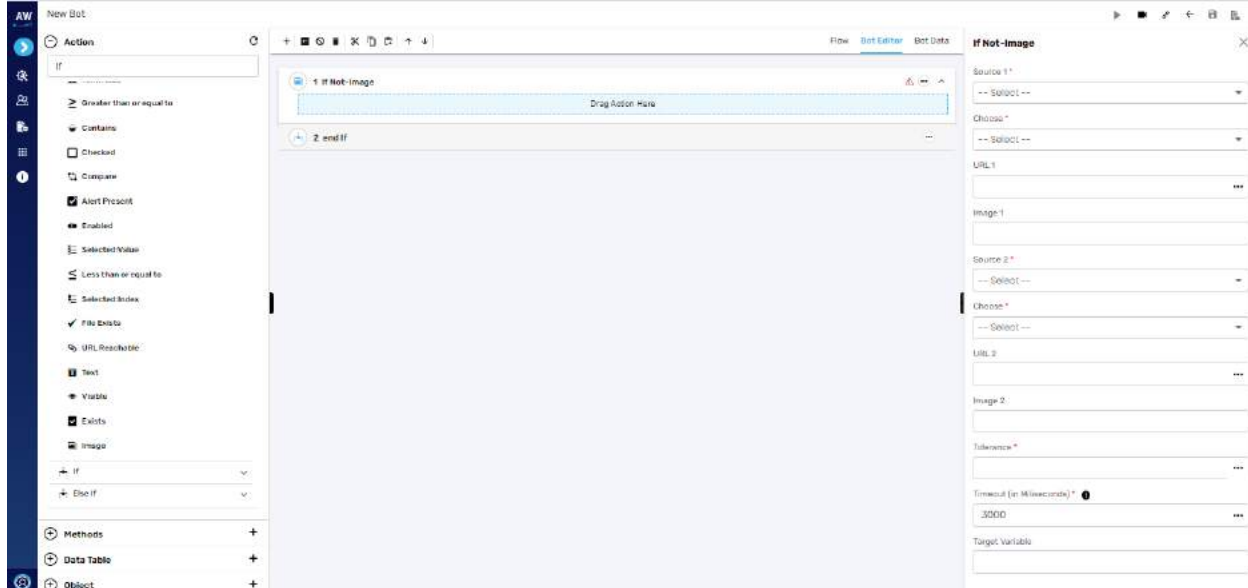 AW
New Bot
Action
If
Greater than or equal to
Contains
Checked
Compare
Alert Present
Enabled
Selected Value
Less than or equal to
Selected Index
File Exists
URL Reachable
Text
Visible
Exists
Image
If
Else If
Methods
Data Table
Object
Flow Bot Editor Bot Data
1 If Not-Image
Drag Action Here
2 end If
If Not-Image
Source 1 *
-- Select --
Choose *
-- Select --
URL 1
Image 1
Source 2 *
-- Select --
Choose *
-- Select --
URL 2
Image 2
Tolerance *
Timeout (in Miliseconds) *
3000
Target Variable